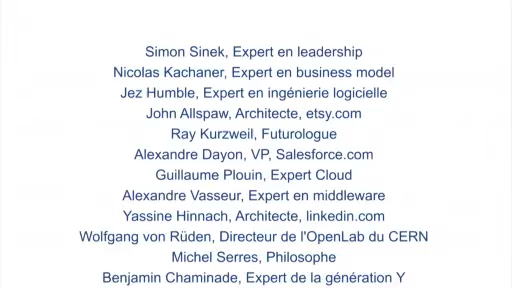 Simon Sinek, Expert en leadership
Nicolas Kachaner, Expert en business model
Jez Humble, Expert en ingénierie logicielle
John Allspaw, Architecte, etsy.com
Ray Kurzweil, Futurologue
Alexandre Dayon, VP, Salesforce.com
Guillaume Plouin, Expert Cloud
Alexandre Vasseur, Expert en middleware
Yassine Hinnach, Architecte, linkedin.com
Wolfgang von Rüden, Directeur de l'OpenLab du CERN
Michel Serres, Philosophe
Benjamin Chaminade, Expert de la génération Y